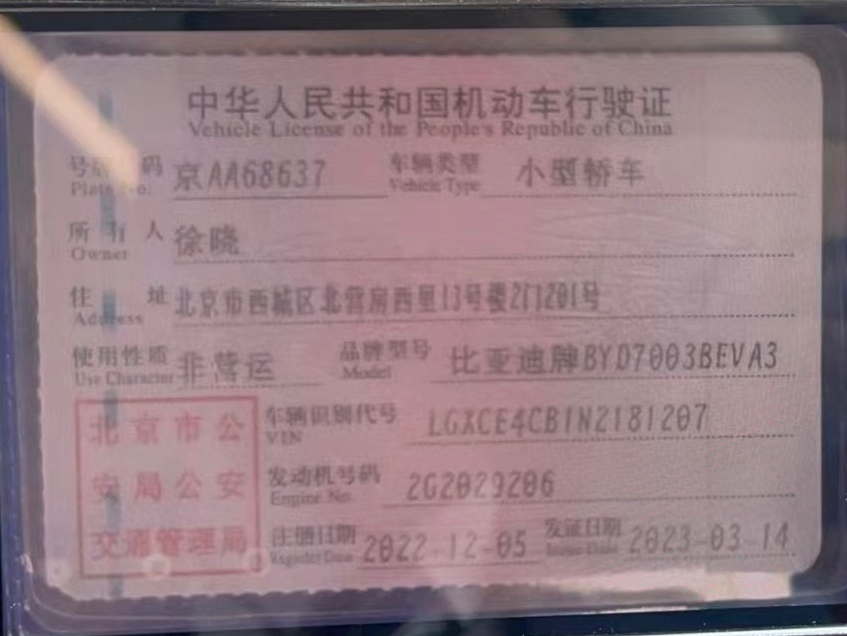 中华人民共和国机动车行驶证
Vehicle License of the People's Republic of China
号牌号码 京AA68637 车辆类型 小型轿车
Plate No. Vehicle Type
所有人 徐晓
Owner
住址 北京市西城区北营房西里13号楼2门201号
Address
使用性质 非营运 品牌型号 比亚迪牌BYD7003BEVA3
Use Character Model
车辆识别代号 LGXCE4CB1N2181207
VIN
发动机号码 2G2029206
Engine No.
注册日期 2022-12-05 发证日期 2023-03-14
Register Date Issue Date
北京市公
安局公安
交通管理局